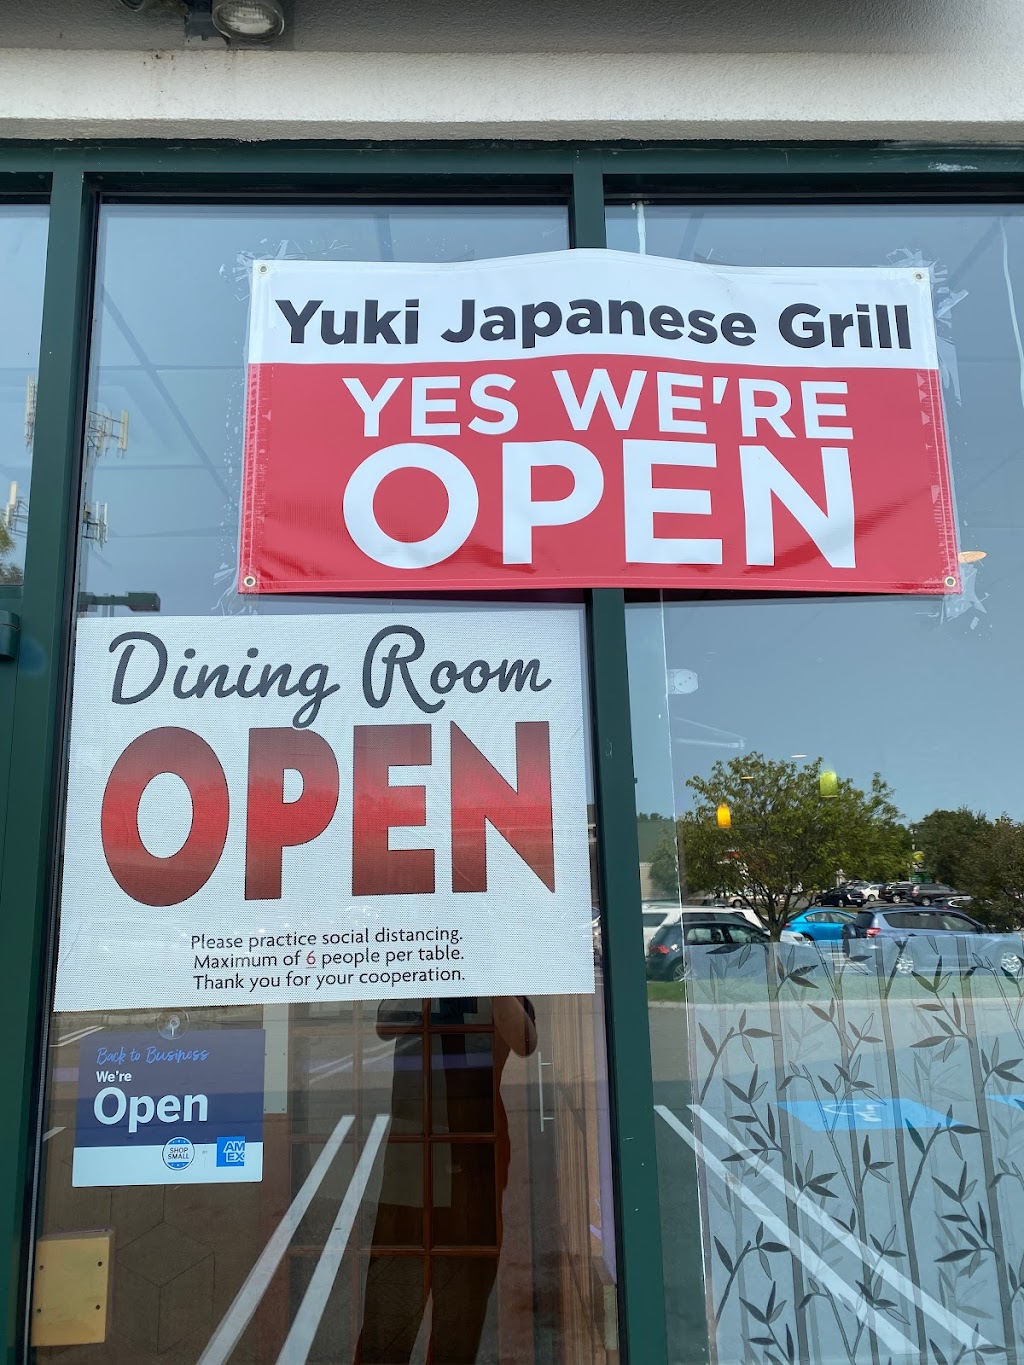 Yuki Japanese Grill
YES WE'RE
OPEN
Dining Room
OPEN
Please practice social distancing.
Maximum of 6 people per table.
Thank you for your cooperation.
Back to Business
We're
Open
SHOP
SMALL
AM
EX